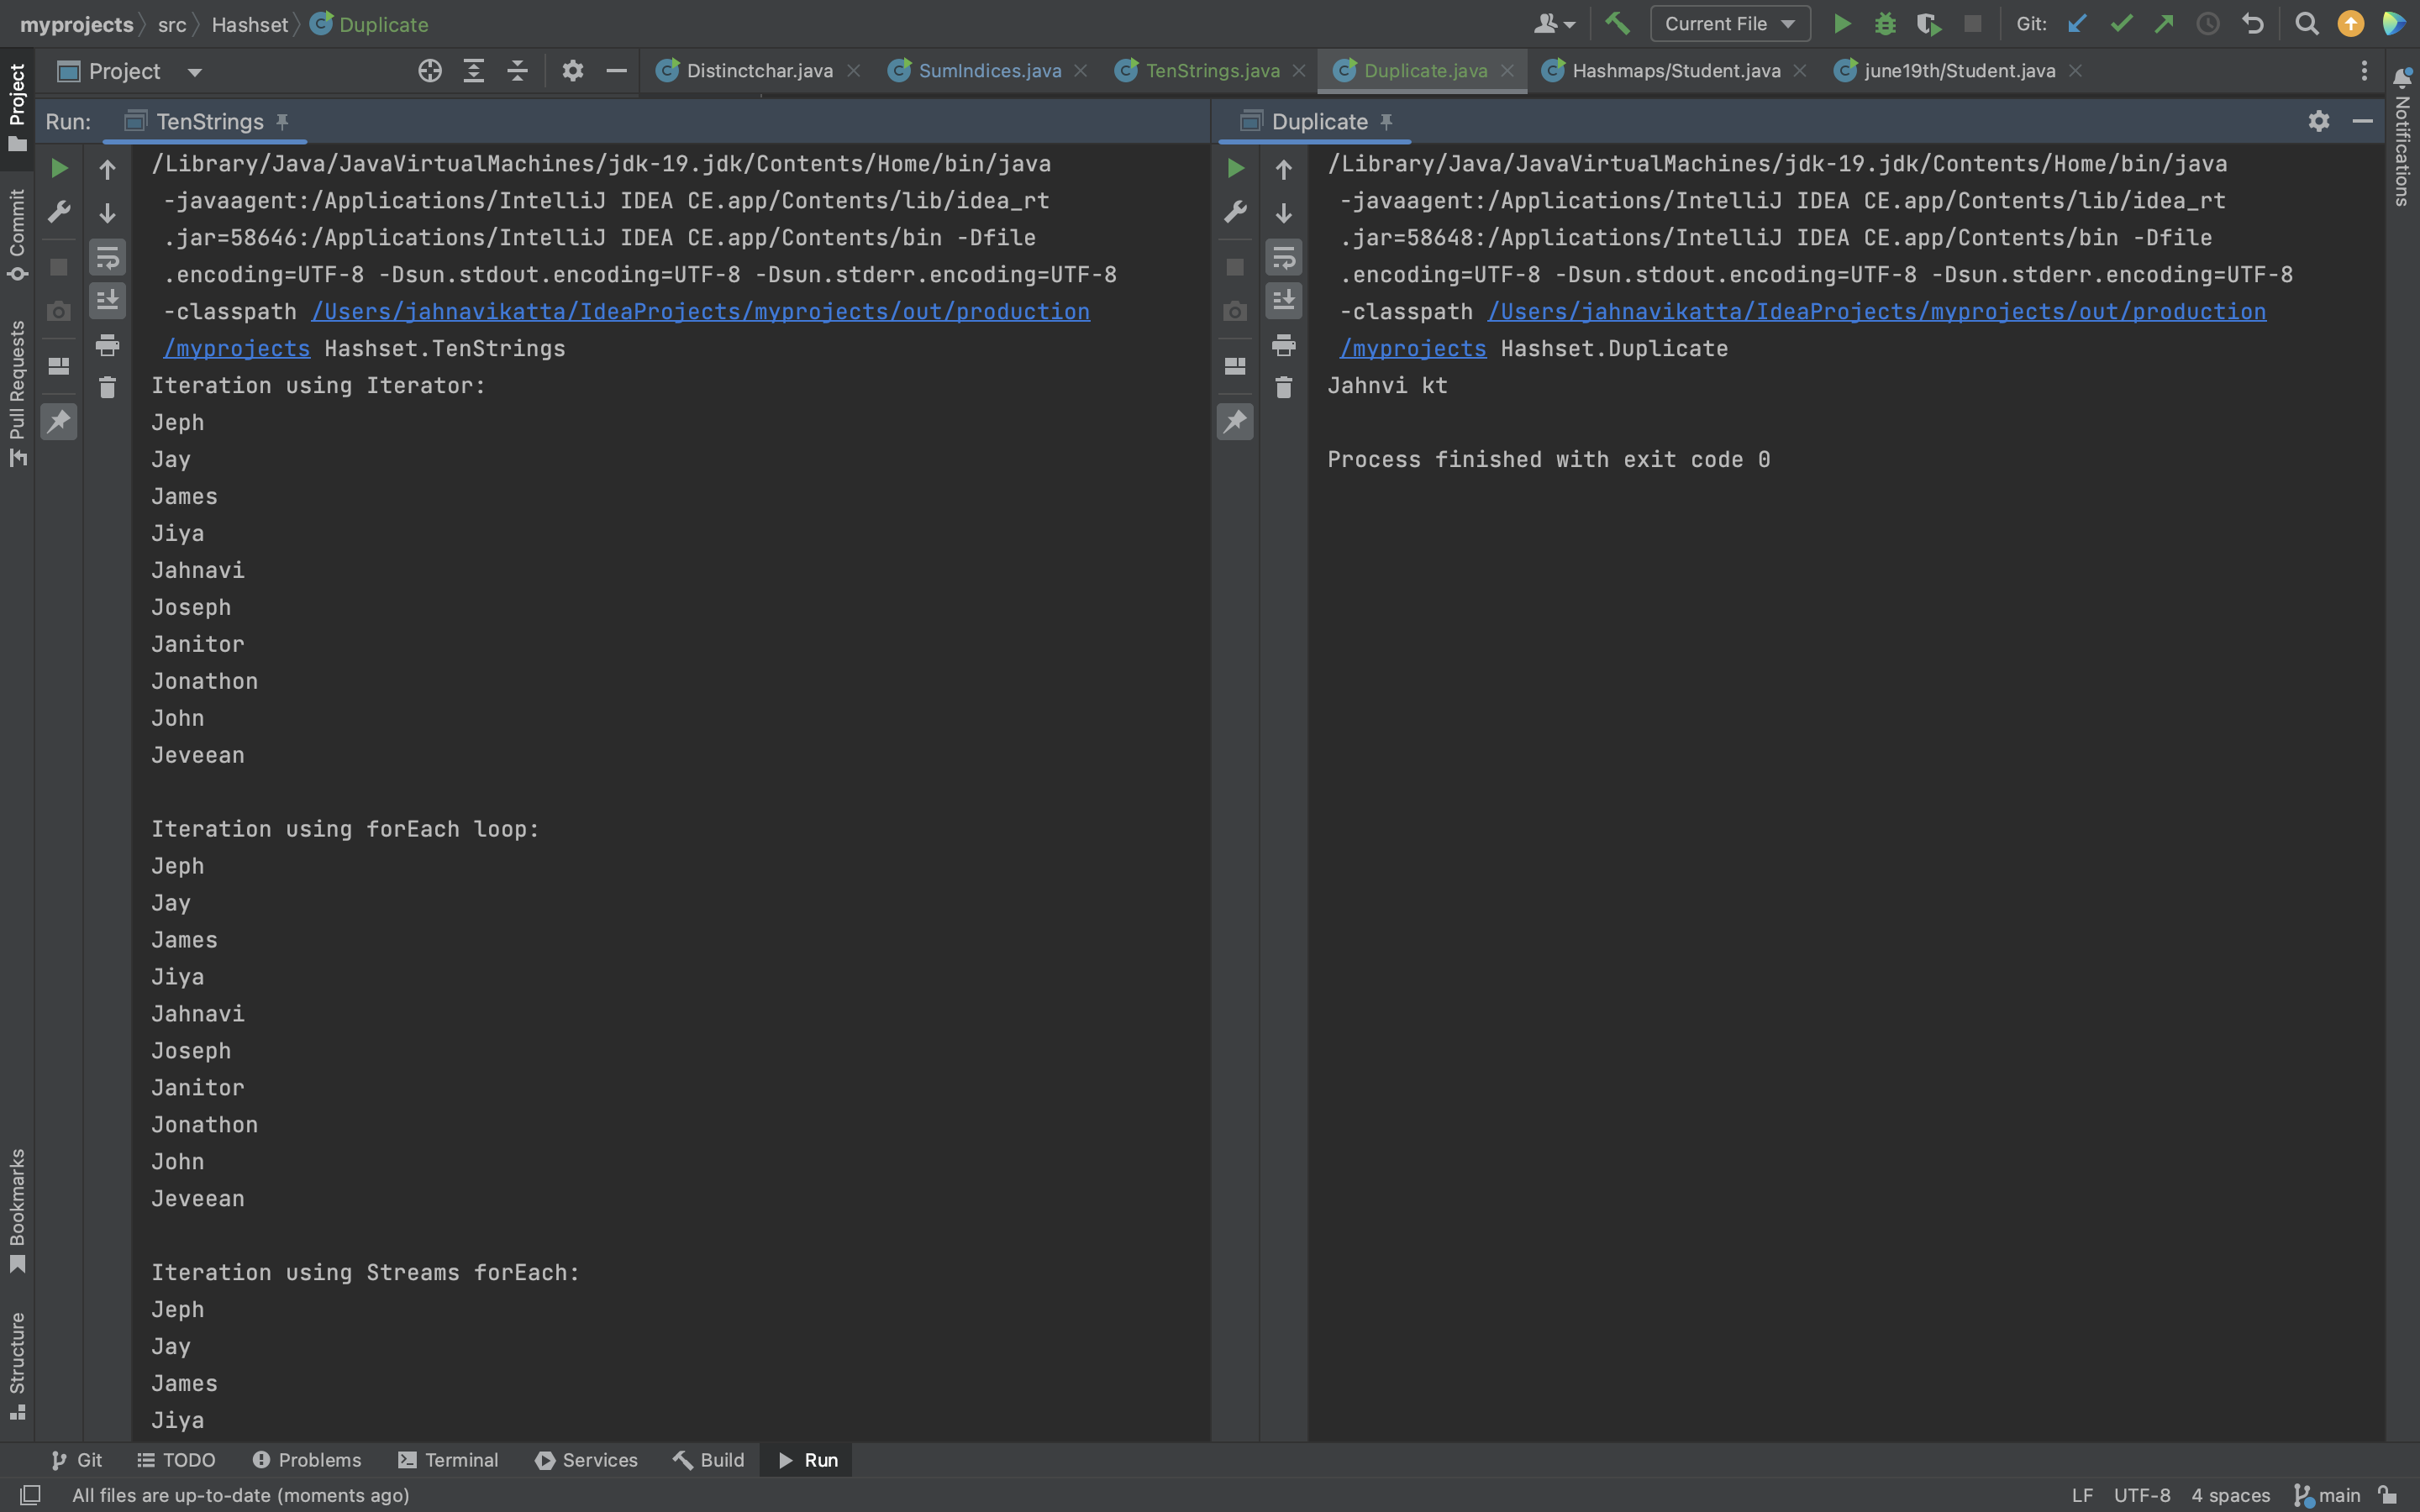 myprojects src Hashset Duplicate Current File Git:
Project Distinctchar.java SumIndices.java TenStrings.java Duplicate.java Hashmaps/Student.java june19th/Student.java
Run: TenStrings
/Library/Java/JavaVirtualMachines/jdk-19.jdk/Contents/Home/bin/java
-javaagent:/Applications/IntelliJ IDEA CE.app/Contents/lib/idea_rt
.jar=58646:/Applications/IntelliJ IDEA CE.app/Contents/bin -Dfile
.encoding=UTF-8 -Dsun.stdout.encoding=UTF-8 -Dsun.stderr.encoding=UTF-8
-classpath /Users/jahnavikatta/IdeaProjects/myprojects/out/production
/myprojects Hashset.TenStrings
Iteration using Iterator:
Jeph
Jay
James
Jiya
Jahnavi
Joseph
Janitor
Jonathon
John
Jeveean
Iteration using forEach loop:
Jeph
Jay
James
Jiya
Jahnavi
Joseph
Janitor
Jonathon
John
Jeveean
Iteration using Streams forEach:
Jeph
Jay
James
Jiya
Duplicate
/Library/Java/JavaVirtualMachines/jdk-19.jdk/Contents/Home/bin/java
-javaagent:/Applications/IntelliJ IDEA CE.app/Contents/lib/idea_rt
.jar=58648:/Applications/IntelliJ IDEA CE.app/Contents/bin -Dfile
.encoding=UTF-8 -Dsun.stdout.encoding=UTF-8 -Dsun.stderr.encoding=UTF-8
-classpath /Users/jahnavikatta/IdeaProjects/myprojects/out/production
/myprojects Hashset.Duplicate
Jahnvi kt
Process finished with exit code 0
Project
Commit
Pull Requests
Bookmarks
Structure
Notifications
Git TODO Problems Terminal Services Build Run
All files are up-to-date (moments ago) LF UTF-8 4 spaces main